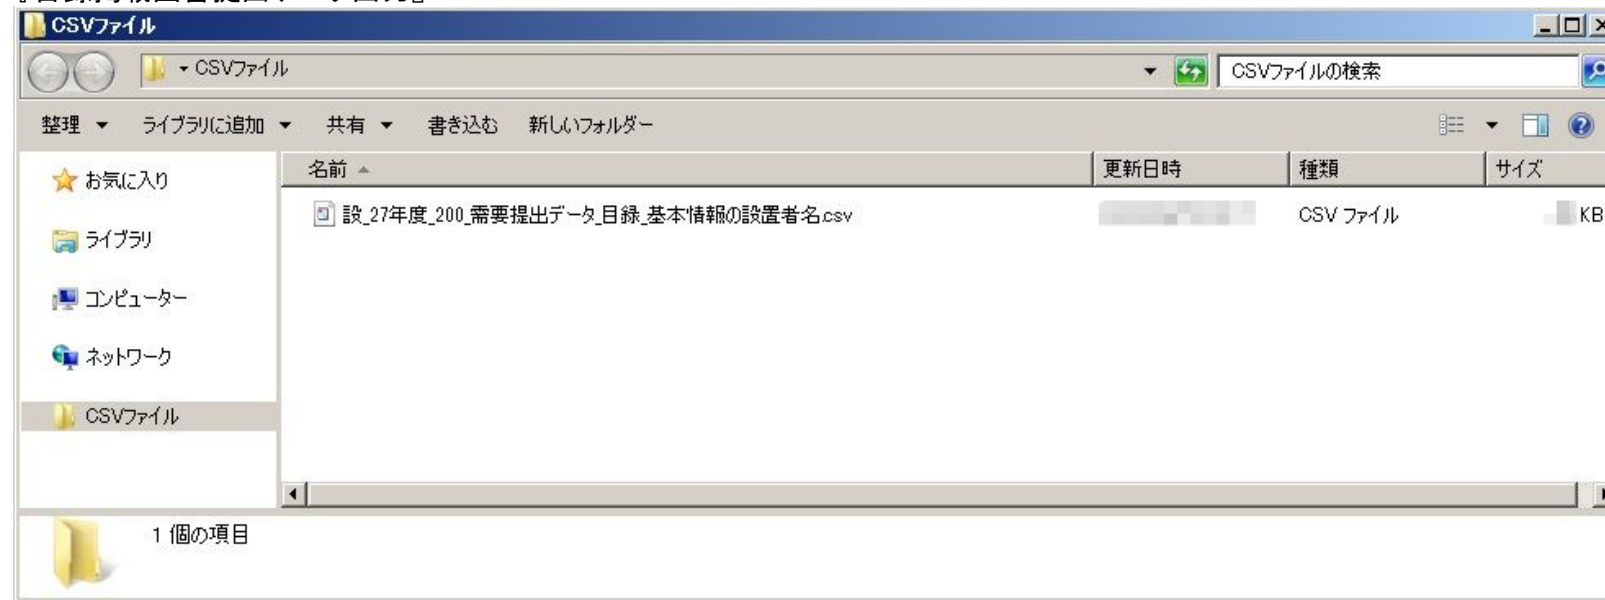 CSVファイル
CSVファイル
CSVファイルの検索
整理 ライブラリに追加 共有 書き込む 新しいフォルダー
名前 更新日時 種類 サイズ
お気に入り
設_27年度_200_需要提出データ_目録_基本情報の設置者名.csv CSV ファイル KB
ライブラリ
コンピューター
ネットワーク
CSVファイル
1 個の項目